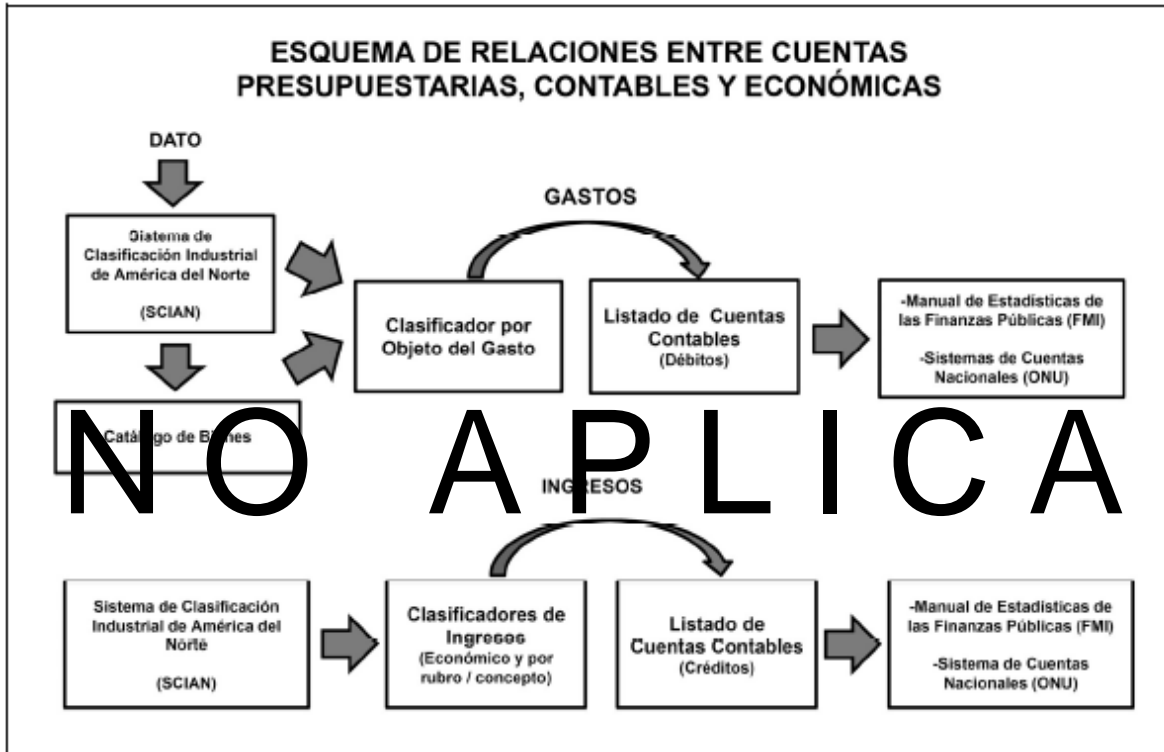 ESQUEMA DE RELACIONES ENTRE CUENTAS
PRESUPUESTARIAS, CONTABLES Y ECONÓMICAS
DATO
GASTOS
Sistema de
Clasificación Industrial
de América del Norte
(SCIAN)
Clasificador por
Objeto del Gasto
Listado de Cuentas
Contables
(Débitos)
-Manual de Estadísticas de
las Finanzas Públicas (FMI)
-Sistemas de Cuentas
Nacionales (ONU)
Catálogo de Bienes
NO APLICA
INGRESOS
Sistema de Clasificación
Industrial de América del
Norte
(SCIAN)
Clasificadores de
Ingresos
(Económico y por
rubro / concepto)
Listado de
Cuentas Contables
(Créditos)
-Manual de Estadísticas de
las Finanzas Públicas (FMI)
-Sistema de Cuentas
Nacionales (ONU)